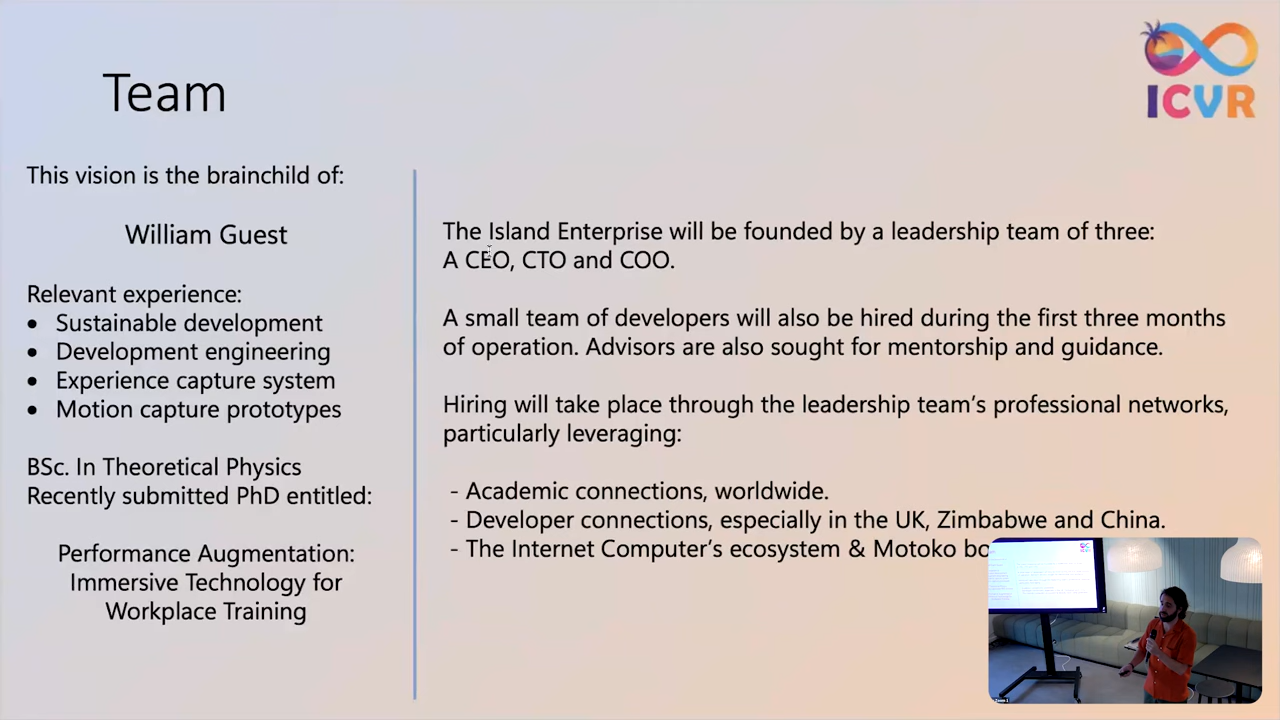 Team
ICVR
This vision is the brainchild of:
William Guest
Relevant experience:
• Sustainable development
• Development engineering
• Experience capture system
• Motion capture prototypes
BSc. In Theoretical Physics
Recently submitted PhD entitled:
Performance Augmentation:
Immersive Technology for
Workplace Training
The Island Enterprise will be founded by a leadership team of three:
A CEO, CTO and COO.
A small team of developers will also be hired during the first three months
of operation. Advisors are also sought for mentorship and guidance.
Hiring will take place through the leadership team's professional networks,
particularly leveraging:
- Academic connections, worldwide.
- Developer connections, especially in the UK, Zimbabwe and China.
- The Internet Computer's ecosystem & Motoko